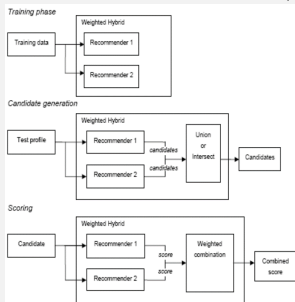 Training phase
Weighted Hybrid
Training data
Recommender 1
Recommender 2
Candidate generation
Weighted Hybrid
Test profile
Recommender 1
candidates
Union
or
Intersect
Candidates
candidates
Recommender 2
Scoring
Weighted Hybrid
Candidate
Recommender 1
score
Weighted
combination
Combined
score
score
Recommender 2